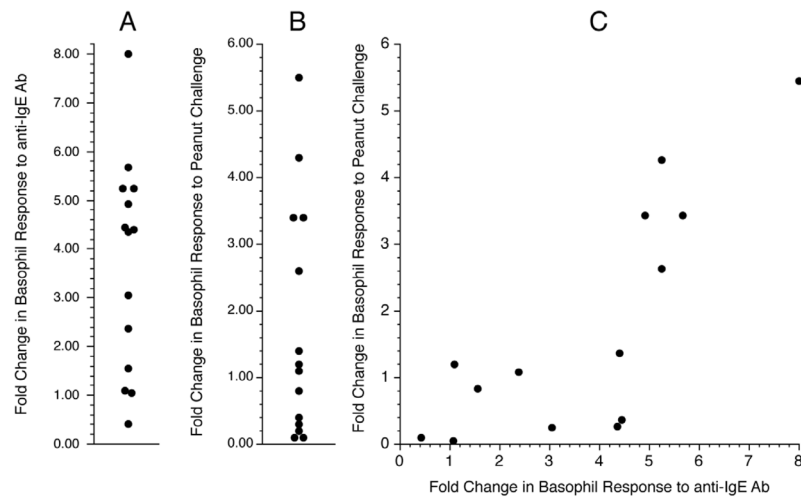 A
B
C
Fold Change in Basophil Response to anti-IgE Ab
8.00
7.00
6.00
5.00
4.00
3.00
2.00
1.00
0.00
Fold Change in Basophil Response to Peanut Challenge
6.00
5.00
4.00
3.00
2.00
1.00
0.00
Fold Change in Basophil Response to Peanut Challenge
6
5
4
3
2
1
0
0 1 2 3 4 5 6 7 8
Fold Change in Basophil Response to anti-IgE Ab